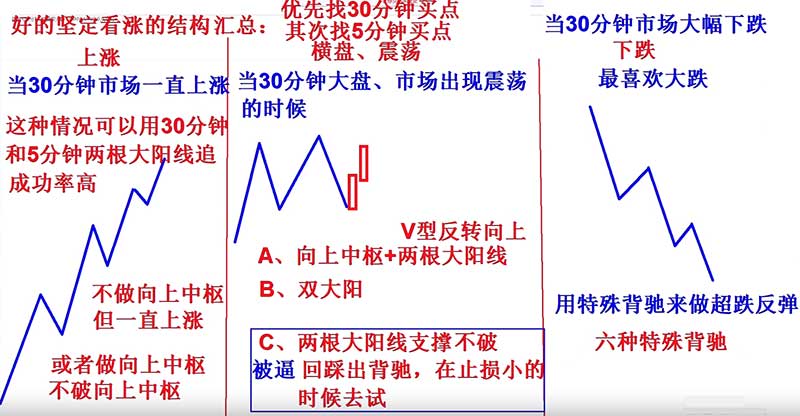 好的坚定看涨的结构汇总：
上涨
当30分钟市场一直上涨
这种情况可以用30分钟
和5分钟两根大阳线追
成功率高
不做向上中枢
但一直上涨
或者做向上中枢
不破向上中枢
优先找30分钟买点
其次找5分钟买点
横盘、震荡
当30分钟大盘、市场出现震荡
的时候
V型反转向上
A、向上中枢+两根大阳线
B、双大阳
C、两根大阳线支撑不破
被逼 回踩出背驰，在止损小的
时候去试
当30分钟市场大幅下跌
下跌
最喜欢大跌
用特殊背驰来做超跌反弹
六种特殊背驰